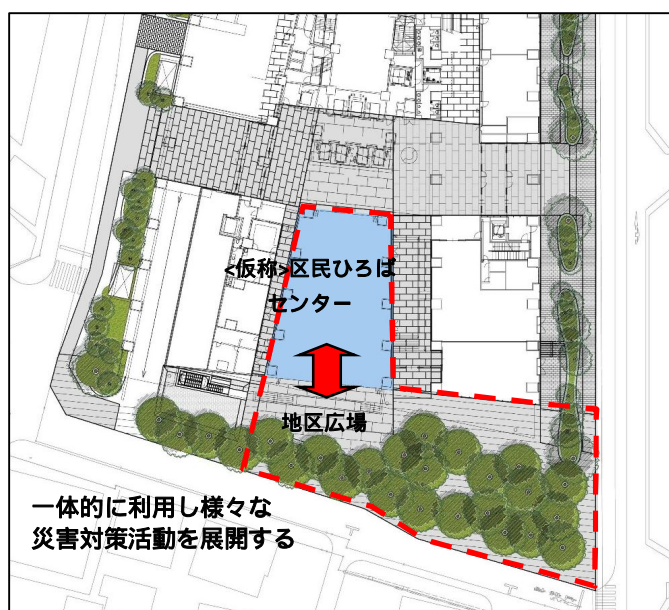 <仮称>区民ひろば
センター
地区広場
一体的に利用し様々な
災害対策活動を展開する